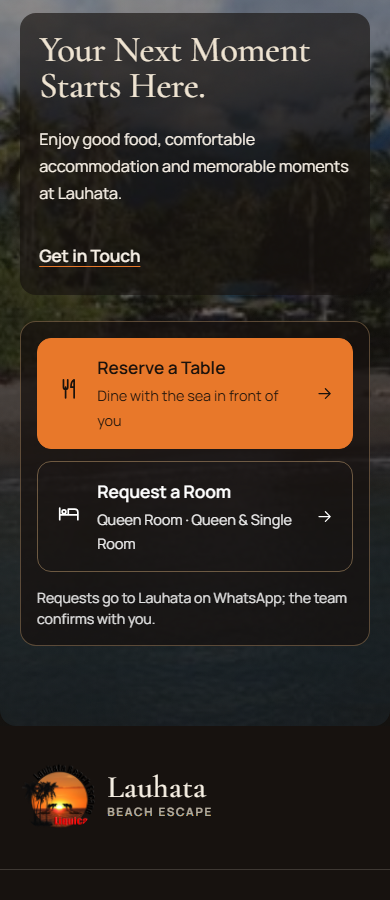 Your Next Moment
Starts Here.
Enjoy good food, comfortable
accommodation and memorable moments
at Lauhata.
Get in Touch
Reserve a Table
Dine with the sea in front of
you
→
Request a Room
Queen Room · Queen & Single
Room
→
Requests go to Lauhata on WhatsApp; the team
confirms with you.
Lauhata
BEACH ESCAPE